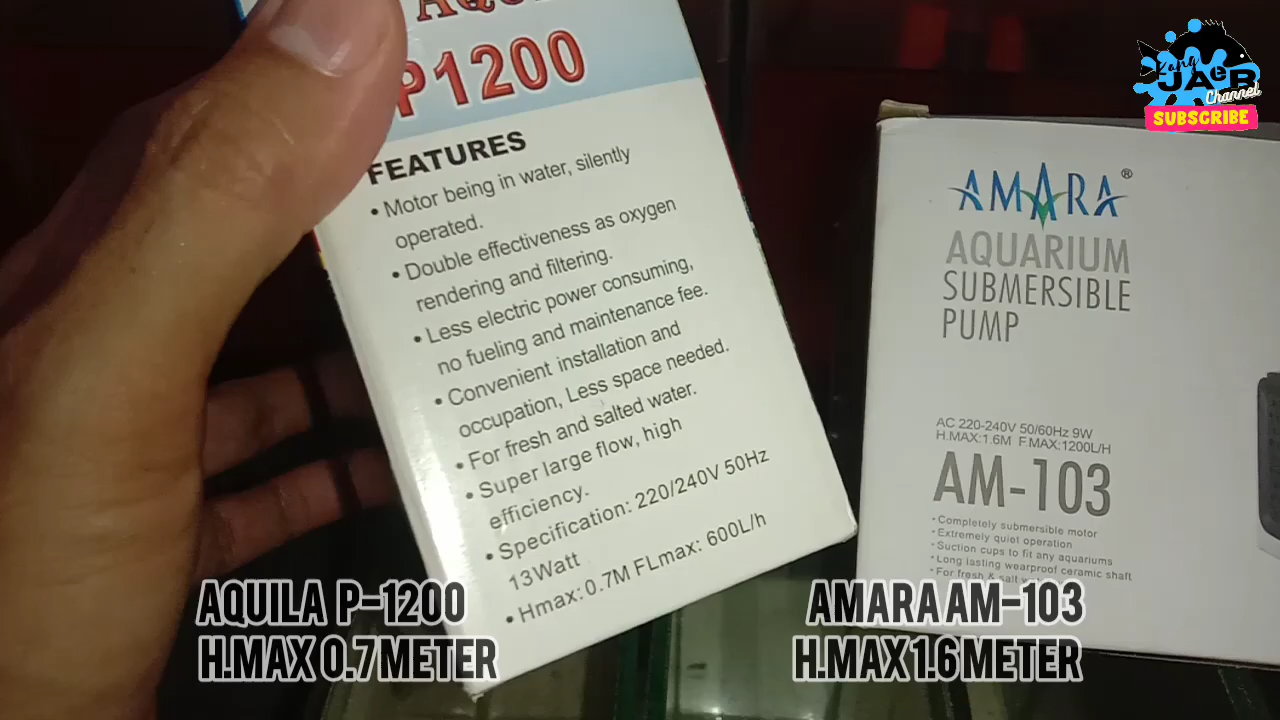 P1200
FEATURES
• Motor being in water, silently
operated.
• Double effectiveness as oxygen
rendering and filtering.
• Less electric power consuming,
no fueling and maintenance fee.
• Convenient installation and
occupation, Less space needed.
• For fresh and salted water.
• Super large flow, high
efficiency.
• Specification: 220/240V 50Hz
13Watt
• Hmax: 0.7M FLmax: 600L/h
AMARA®
AQUARIUM
SUBMERSIBLE
PUMP
AC 220-240V 50/60Hz 9W
H.MAX:1.6M F.MAX:1200L/H
AM-103
• Completely submersible motor
• Extremely quiet operation
• Suction cups to fit any aquariums
• Long lasting wearproof ceramic shaft
• For fresh & salt
JAER
Channel
SUBSCRIBE
AQUILA P-1200
H.MAX 0.7 METER
AMARA AM-103
H.MAX 1.6 METER